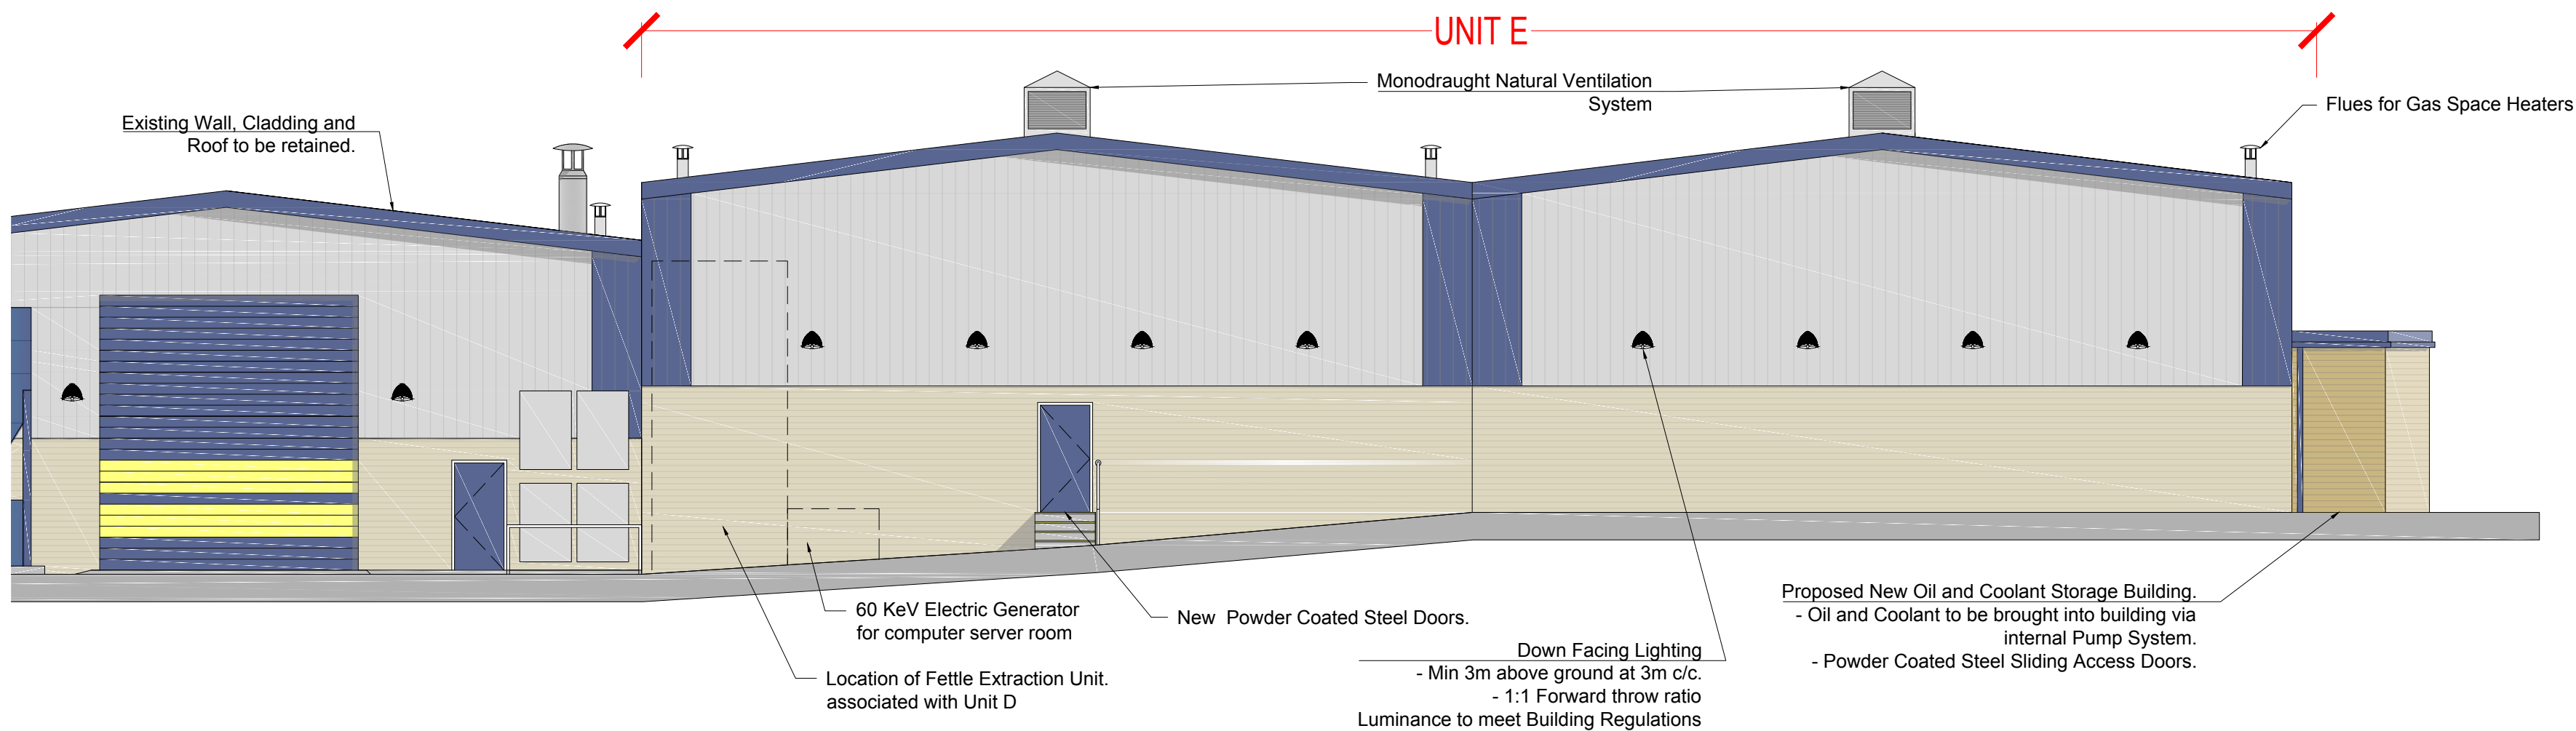 UNIT E
Monodraught Natural Ventilation
System
Flues for Gas Space Heaters
Existing Wall, Cladding and
Roof to be retained.
60 KeV Electric Generator
for computer server room
New Powder Coated Steel Doors.
Location of Fettle Extraction Unit.
associated with Unit D
Down Facing Lighting
- Min 3m above ground at 3m c/c.
- 1:1 Forward throw ratio
Luminance to meet Building Regulations
Proposed New Oil and Coolant Storage Building.
- Oil and Coolant to be brought into building via
internal Pump System.
- Powder Coated Steel Sliding Access Doors.